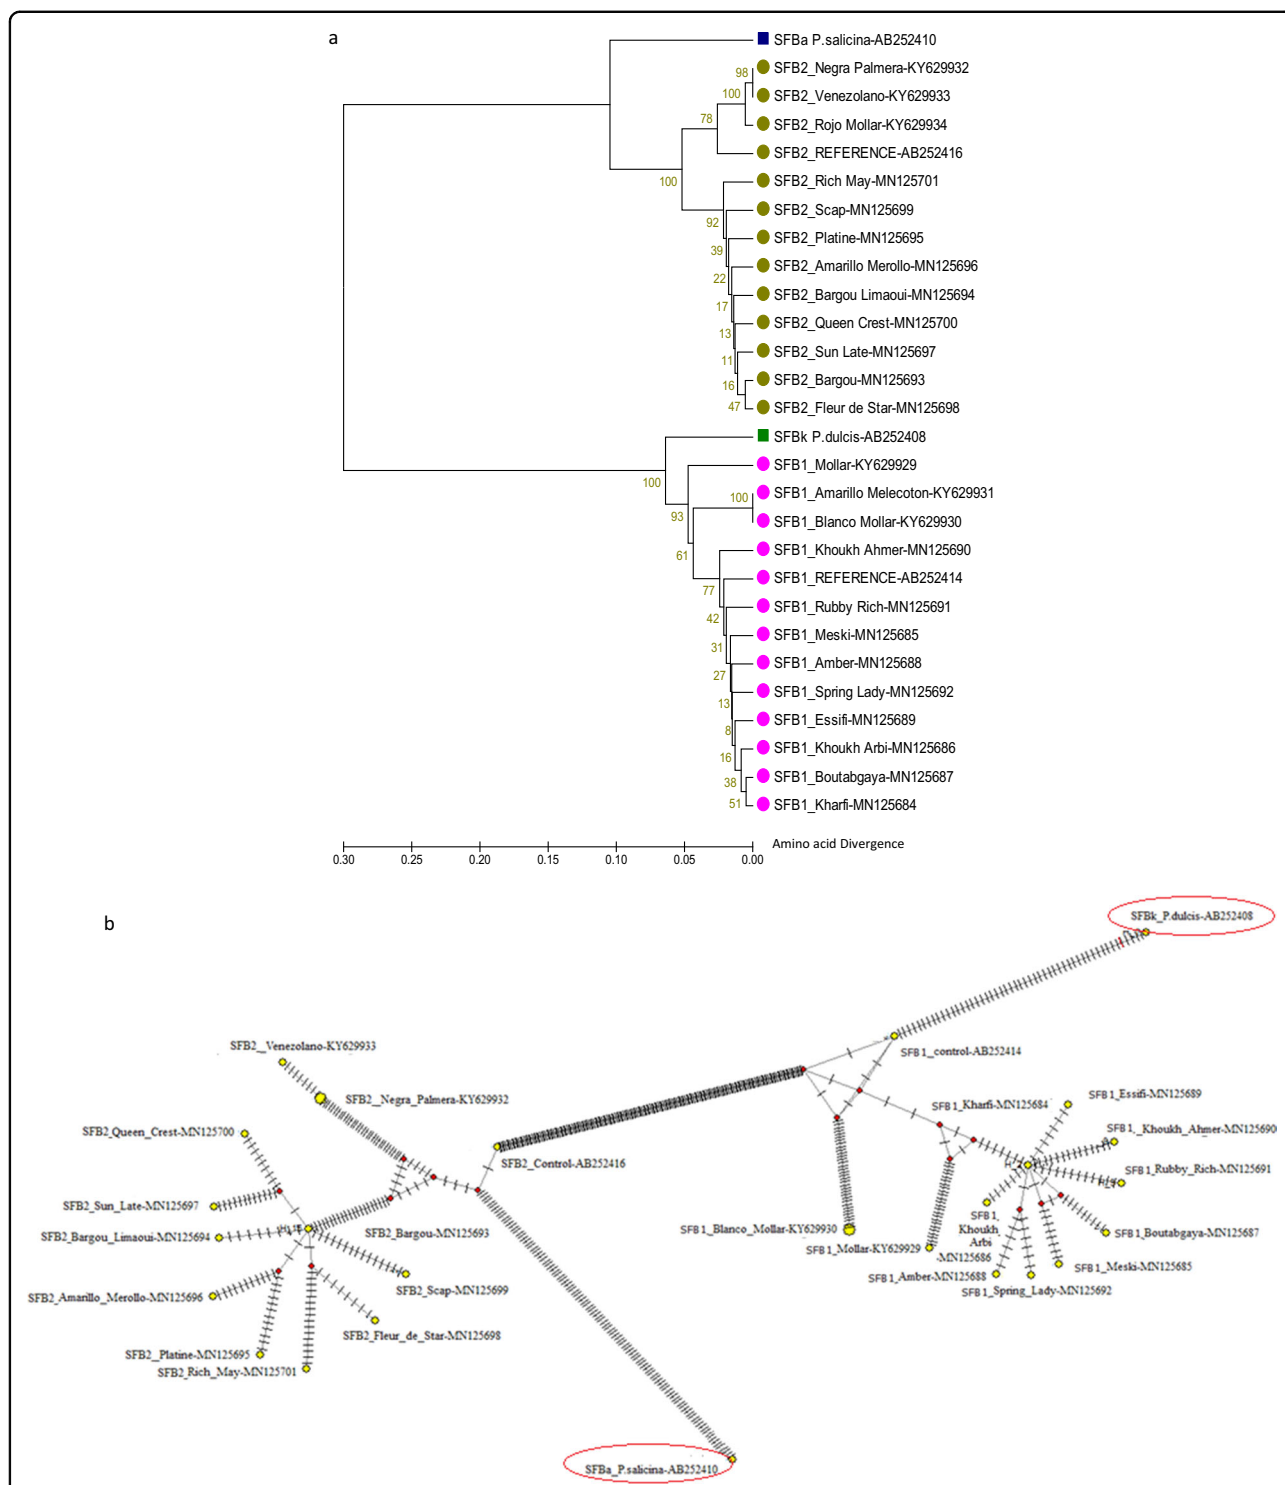 a
SFBa P.salicina-AB252410
SFB2_Negra Palmera-KY629932
98
SFB2_Venezolano-KY629933
100
SFB2_Rojo Mollar-KY629934
78
SFB2_REFERENCE-AB252416
100
SFB2_Rich May-MN125701
SFB2_Scap-MN125699
92
SFB2_Platine-MN125695
39
SFB2_Amarillo Merollo-MN125696
22
SFB2_Bargou Limaoui-MN125694
17
SFB2_Queen Crest-MN125700
13
SFB2_Sun Late-MN125697
11
SFB2_Bargou-MN125693
16
SFB2_Fleur de Star-MN125698
47
SFBk P.dulcis-AB252408
SFB1_Mollar-KY629929
100
SFB1_Amarillo Melecoton-KY629931
100
SFB1_Blanco Mollar-KY629930
93
SFB1_Khoukh Ahmer-MN125690
61
SFB1_REFERENCE-AB252414
77
SFB1_Rubby Rich-MN125691
42
SFB1_Meski-MN125685
31
SFB1_Amber-MN125688
27
SFB1_Spring Lady-MN125692
13
SFB1_Essifi-MN125689
8
SFB1_Khoukh Arbi-MN125686
16
SFB1_Boutabgaya-MN125687
38
SFB1_Kharfi-MN125684
51
Amino acid Divergence
0.30 0.25 0.20 0.15 0.10 0.05 0.00
b
SFBk_P.dulcis-AB252408
SFB2__Venezolano-KY629933
SFB1_control-AB252414
SFB2__Negra_Palmera-KY629932
SFB1_Kharfi-MN125684
SFB1_Essifi-MN125689
SFB2_Queen_Crest-MN125700
SFB1_Khoukh_Ahmer-MN125690
SFB2_Control-AB252416
SFB1_Rubby_Rich-MN125691
SFB2_Sun_Late-MN125697
SFB2_Bargou_Limaoui-MN125694
SFB2_Bargou-MN125693
SFB1_Blanco_Mollar-KY629930
SFB1_Mollar-KY629929
SFB1_
Khoukh_
Arbi
-MN125686
SFB1_Boutabgaya-MN125687
SFB1_Meski-MN125685
SFB1_Amber-MN125688
SFB1_Spring_Lady-MN125692
SFB2_Scap-MN125699
SFB2_Amarillo_Merollo-MN125696
SFB2_Fleur_de_Star-MN125698
SFB2_Platine-MN125695
SFB2_Rich_May-MN125701
SFBa_P.salicina-AB252410